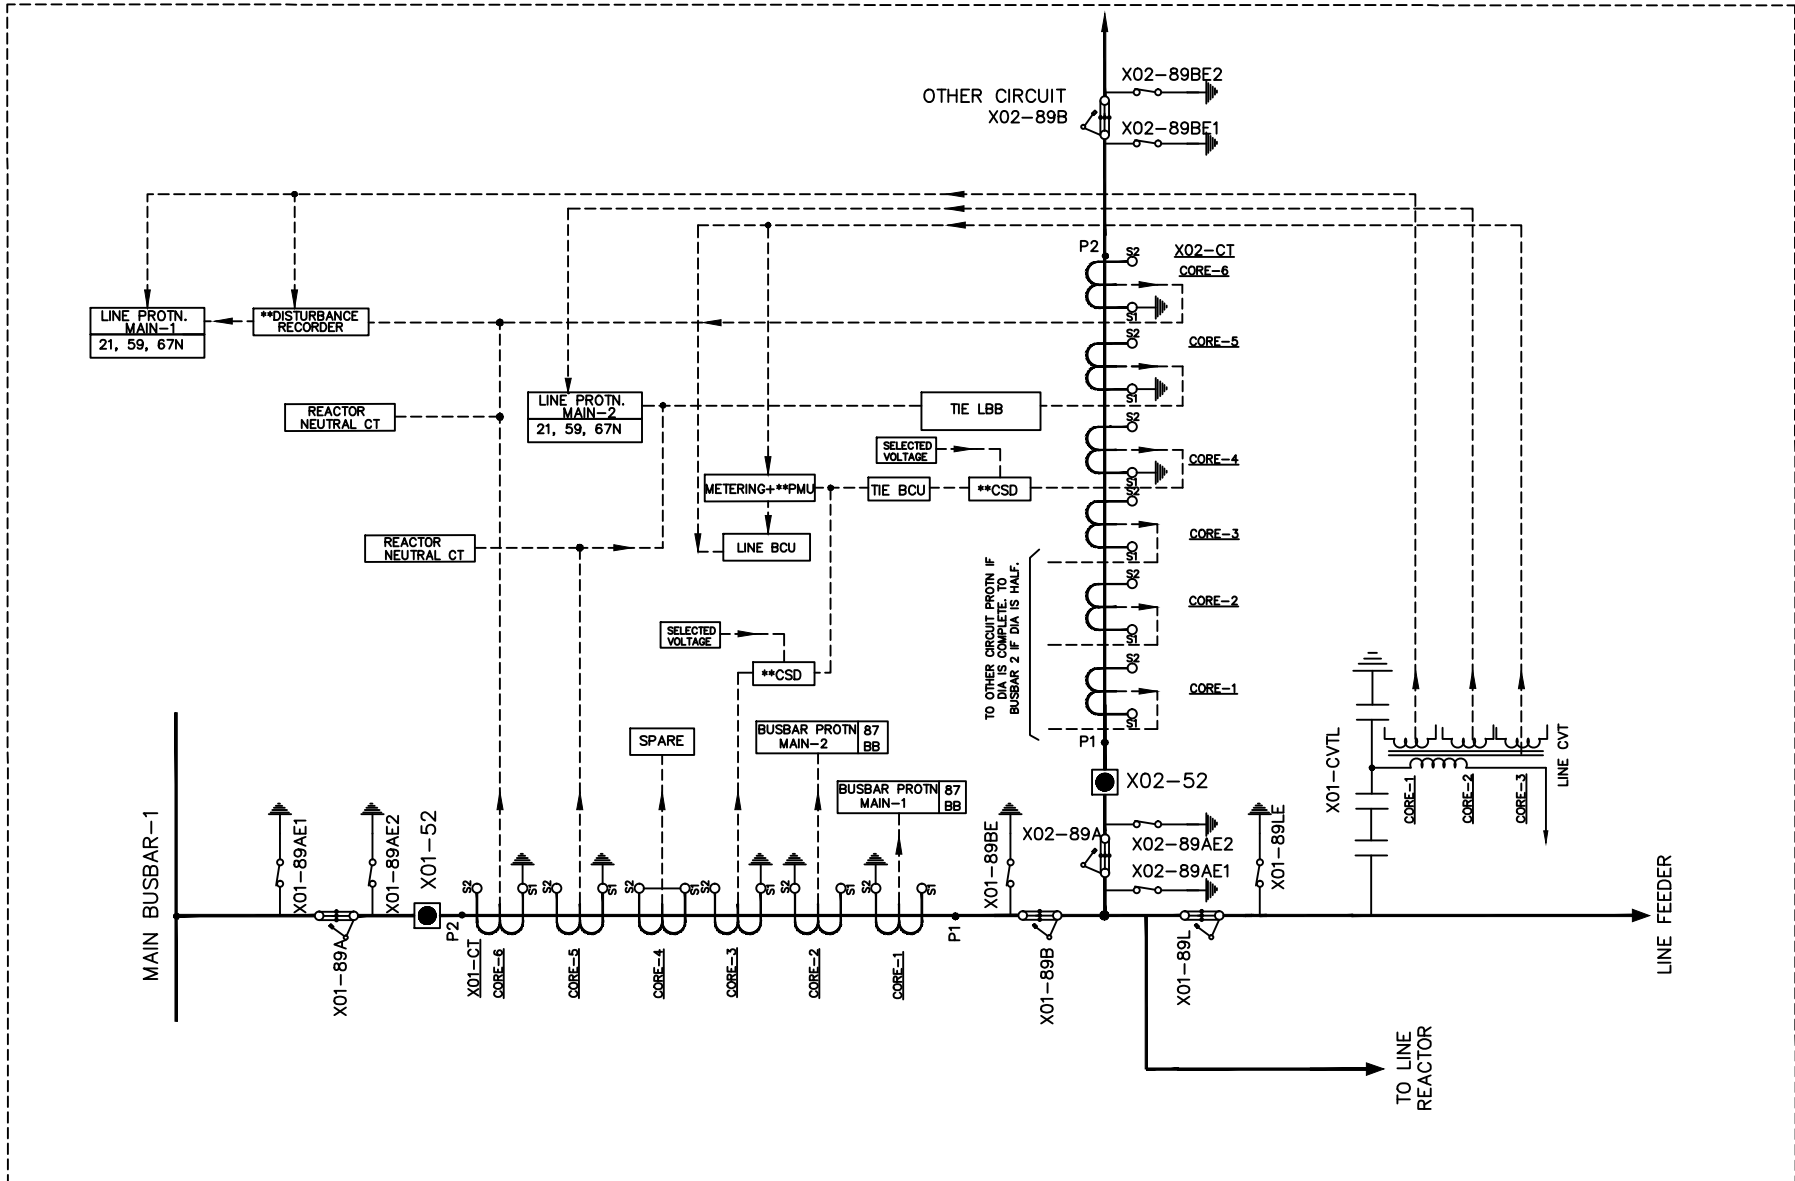 X02-89BE2
OTHER CIRCUIT
X02-89B
X02-89BE1
P2
S2
X02-CT
CORE-6
S1
LINE PROTN.
MAIN-1
21, 59, 67N
**DISTURBANCE
RECORDER
S2
CORE-5
S1
REACTOR
NEUTRAL CT
LINE PROTN.
MAIN-2
21, 59, 67N
TIE LBB
S2
SELECTED
VOLTAGE
CORE-4
S1
METERING+**PMU
TIE BCU
**CSD
S2
CORE-3
S1
REACTOR
NEUTRAL CT
LINE BCU
TO OTHER CIRCUIT PROTN IF
DIA IS COMPLETE. TO
BUSBAR 2 IF DIA IS HALF.
S2
CORE-2
S1
SELECTED
VOLTAGE
**CSD
S2
CORE-1
S1
P1
SPARE
BUSBAR PROTN
MAIN-2
87
BB
BUSBAR PROTN
MAIN-1
87
BB
X02-52
X01-CVTL
CORE-1
CORE-2
CORE-3
LINE CVT
MAIN BUSBAR-1
X01-89AE1
X01-89AE2
X01-52
X01-89A
P2
X01-CT
S2
S1
CORE-6
S2
S1
CORE-5
S2
S1
CORE-4
S2
S1
CORE-3
S2
S1
CORE-2
S2
S1
CORE-1
P1
X01-89BE
X01-89B
X02-89A
X02-89AE2
X02-89AE1
X01-89LE
X01-89L
LINE FEEDER
TO LINE
REACTOR